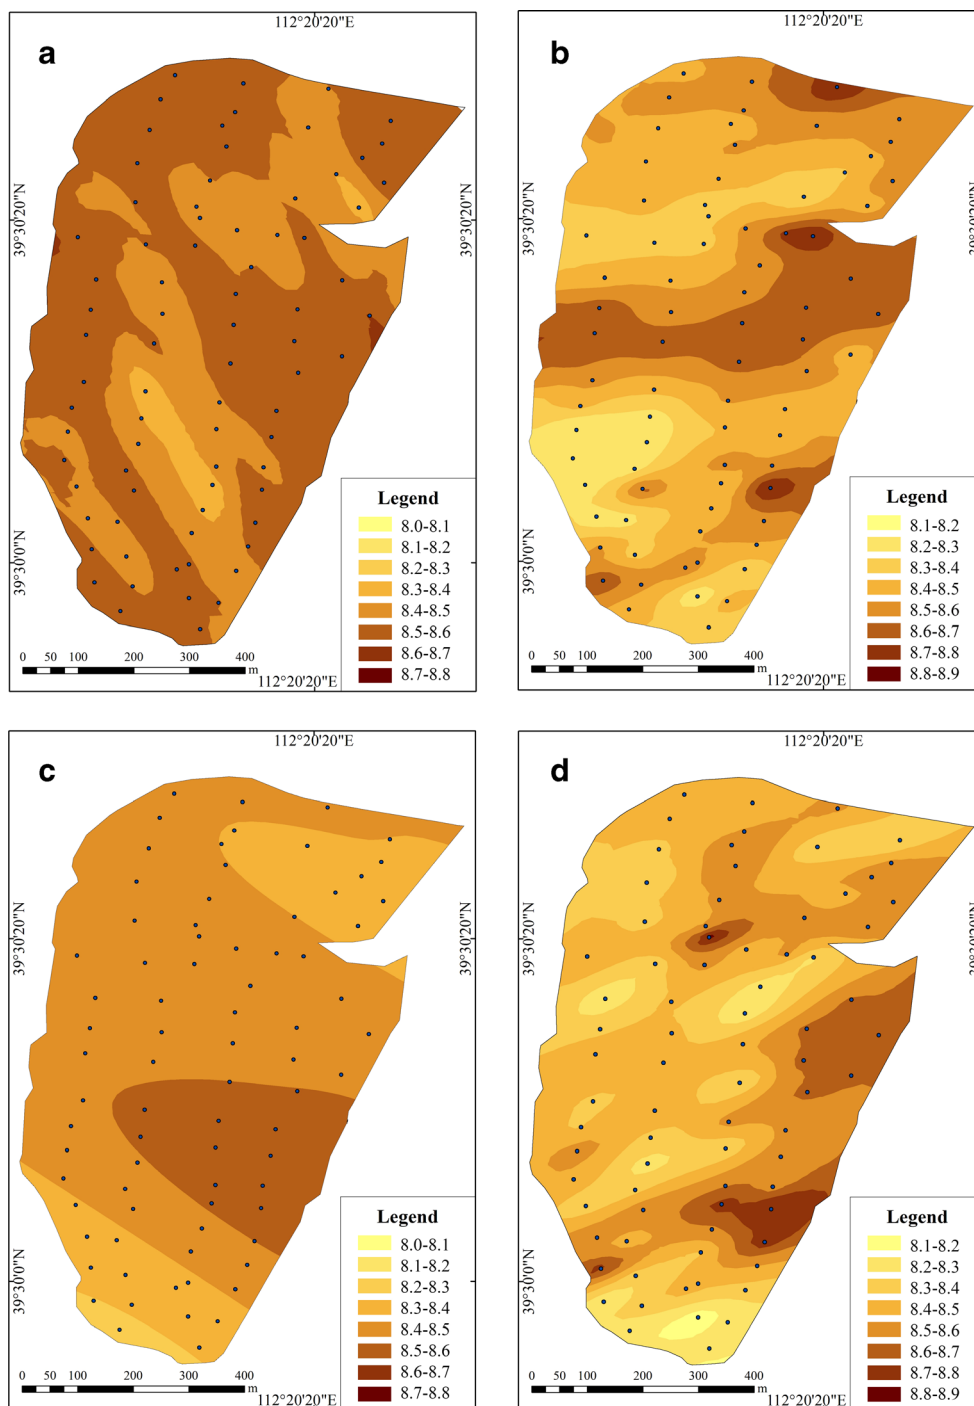 112°20'20"E
a
39°30'20"N
39°30'20"N
39°30'0"N
Legend
8.0-8.1
8.1-8.2
8.2-8.3
8.3-8.4
8.4-8.5
8.5-8.6
8.6-8.7
8.7-8.8
0 50 100 200 300 400 m
112°20'20"E
112°20'20"E
b
39°30'20"N
39°30'20"N
39°30'0"N
Legend
8.1-8.2
8.2-8.3
8.3-8.4
8.4-8.5
8.5-8.6
8.6-8.7
8.7-8.8
8.8-8.9
0 50 100 200 300 400 m
112°20'20"E
112°20'20"E
c
39°30'20"N
39°30'20"N
39°30'0"N
Legend
8.0-8.1
8.1-8.2
8.2-8.3
8.3-8.4
8.4-8.5
8.5-8.6
8.6-8.7
8.7-8.8
0 50 100 200 300 400 m
112°20'20"E
112°20'20"E
d
39°30'20"N
39°30'20"N
39°30'0"N
Legend
8.1-8.2
8.2-8.3
8.3-8.4
8.4-8.5
8.5-8.6
8.6-8.7
8.7-8.8
8.8-8.9
0 50 100 200 300 400 m
112°20'20"E